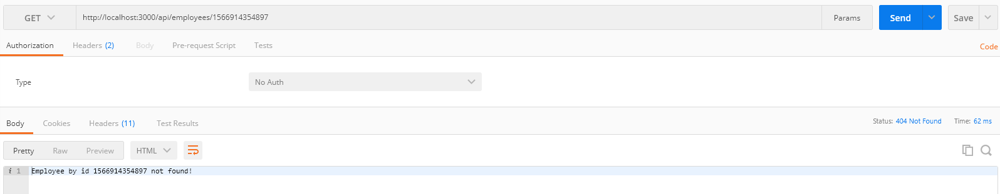 GET http://localhost:3000/api/employees/1566914354897 Params Send Save
Authorization Headers (2) Body Pre-request Script Tests Code
Type No Auth
Body Cookies Headers (11) Test Results Status: 404 Not Found Time: 62 ms
Pretty Raw Preview HTML
i 1 Employee by id 1566914354897 not found!